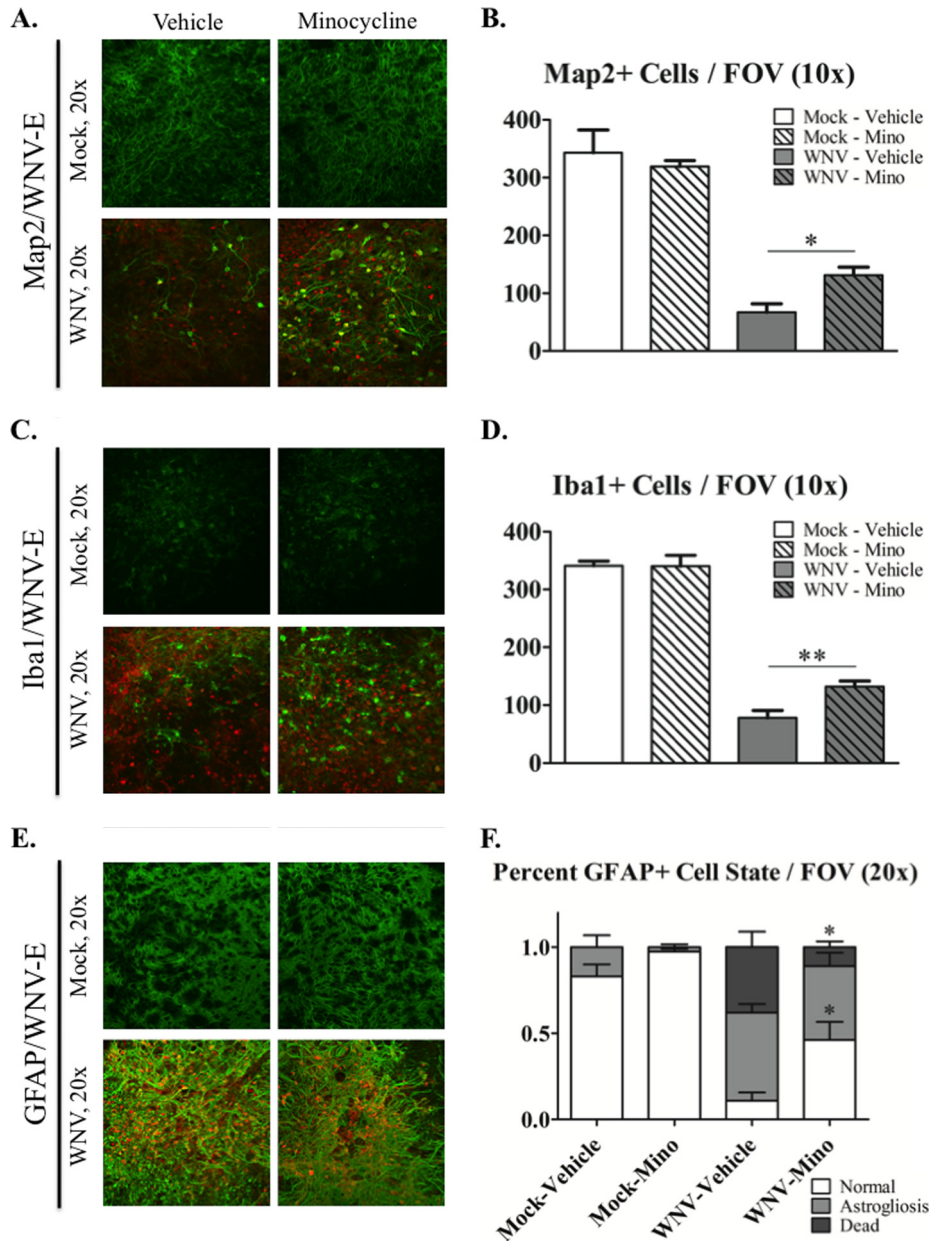 A.
Vehicle
Minocycline
Map2/WNV-E
Mock, 20x
WNV, 20x
B.
Map2+ Cells / FOV (10x)
400
300
200
100
0
Mock - Vehicle
Mock - Mino
WNV - Vehicle
WNV - Mino
*
C.
Iba1/WNV-E
Mock, 20x
WNV, 20x
D.
Iba1+ Cells / FOV (10x)
400
300
200
100
0
Mock - Vehicle
Mock - Mino
WNV - Vehicle
WNV - Mino
**
E.
GFAP/WNV-E
Mock, 20x
WNV, 20x
F.
Percent GFAP+ Cell State / FOV (20x)
1.0
0.5
0.0
*
*
Mock-Vehicle
Mock-Mino
WNV-Vehicle
WNV-Mino
Normal
Astrogliosis
Dead